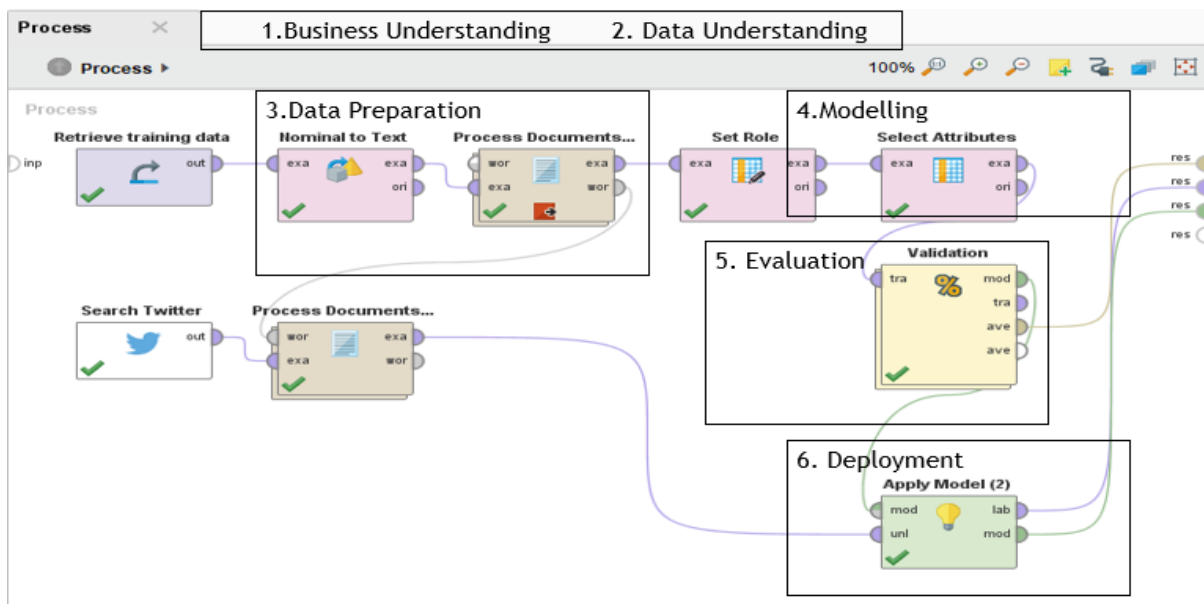 Process
1.Business Understanding 2. Data Understanding
Process
100%
Process
3.Data Preparation
4.Modelling
Retrieve training data
Nominal to Text
Process Documents...
Set Role
Select Attributes
inp
out
exa
exa
ori
wor
exa
exa
wor
exa
exa
ori
exa
exa
ori
res
res
res
res
5. Evaluation
Validation
tra
mod
tra
ave
ave
Search Twitter
Process Documents...
out
wor
exa
exa
wor
6. Deployment
Apply Model (2)
mod
lab
unl
mod